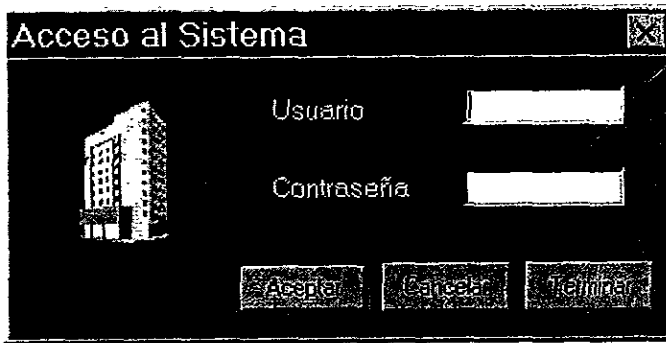 Acceso al Sistema
Usuario
Contraseña
Aceptar Cancelar Terminar